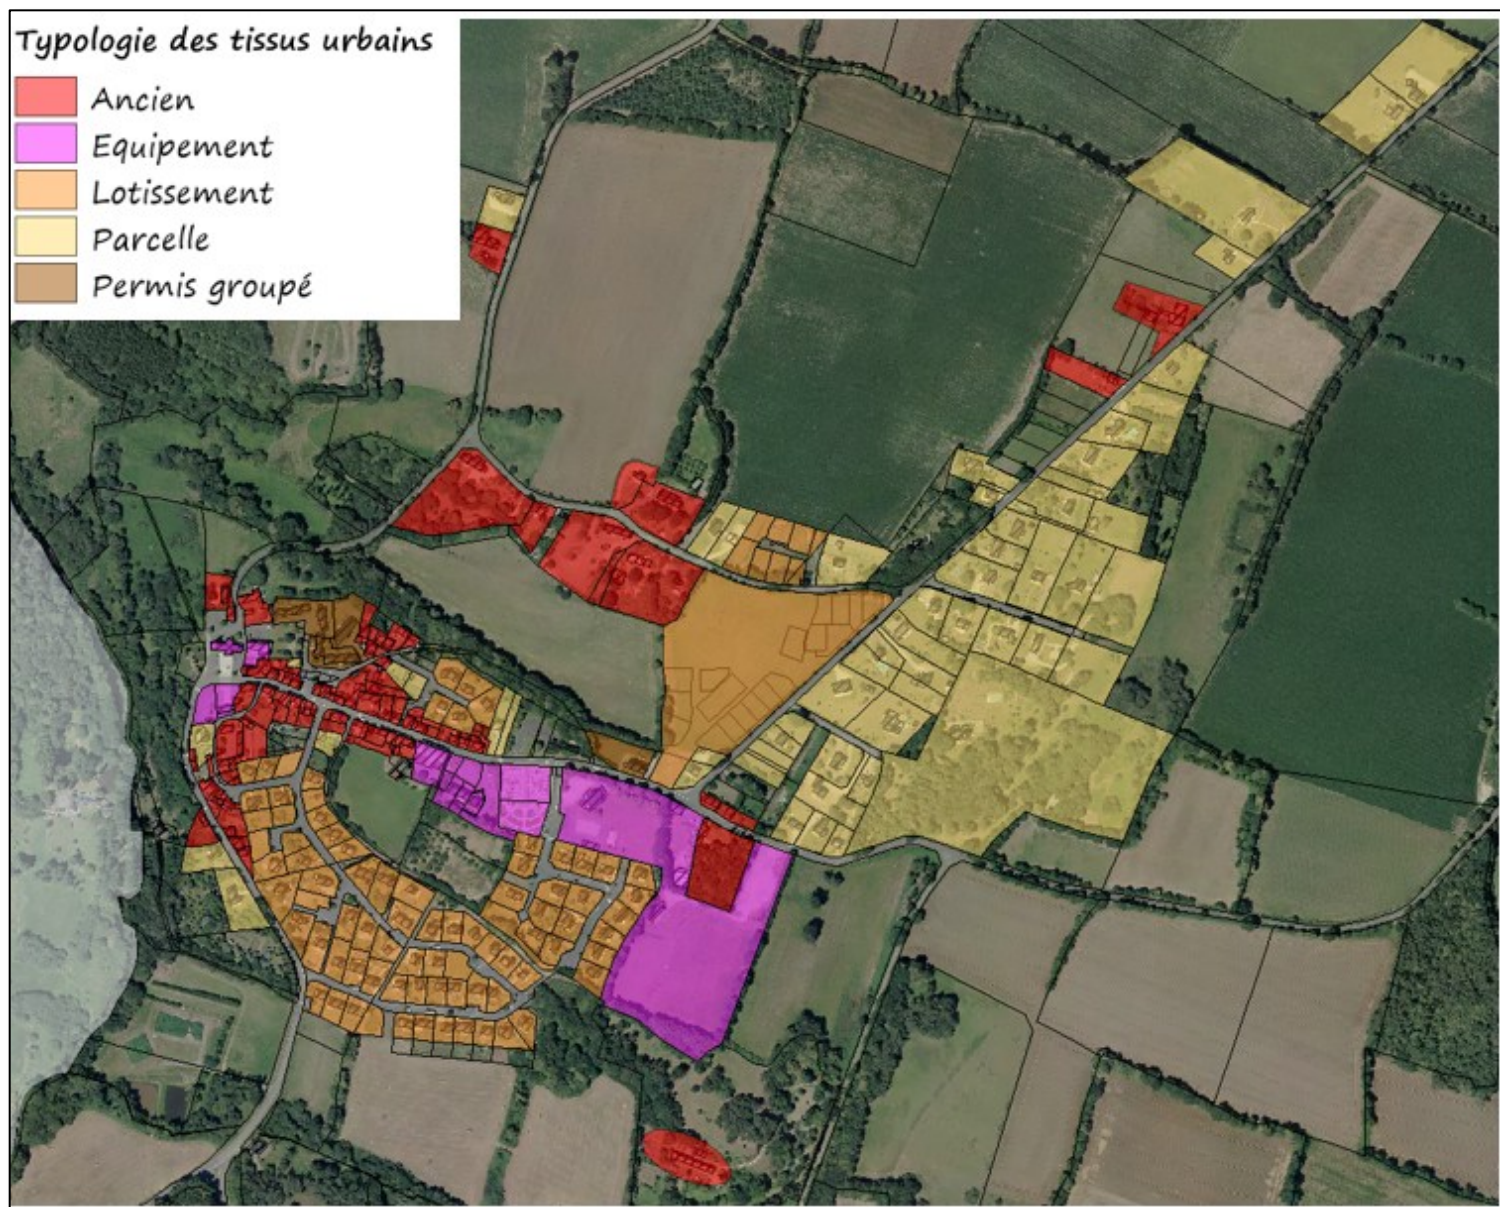 Typologie des tissus urbains
Ancien
Equipement
Lotissement
Parcelle
Permis groupé